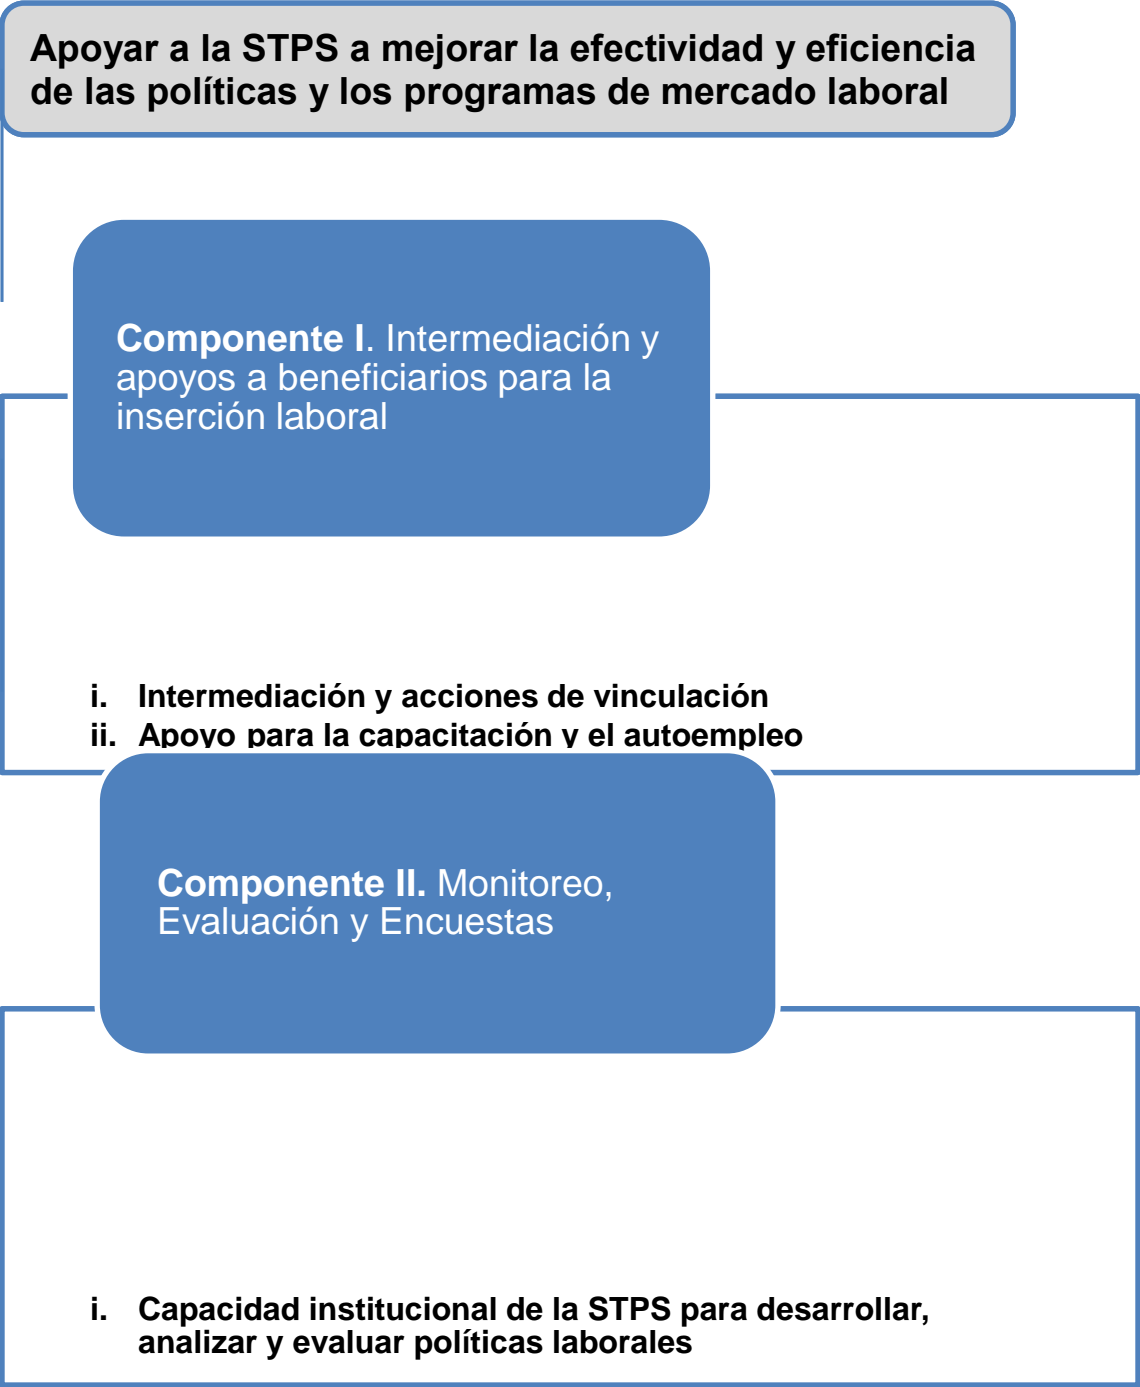 Apoyar a la STPS a mejorar la efectividad y eficiencia
de las políticas y los programas de mercado laboral
Componente I. Intermediación y
apoyos a beneficiarios para la
inserción laboral
i. Intermediación y acciones de vinculación
ii. Apoyo para la capacitación y el autoempleo
Componente II. Monitoreo,
Evaluación y Encuestas
i. Capacidad institucional de la STPS para desarrollar,
analizar y evaluar políticas laborales